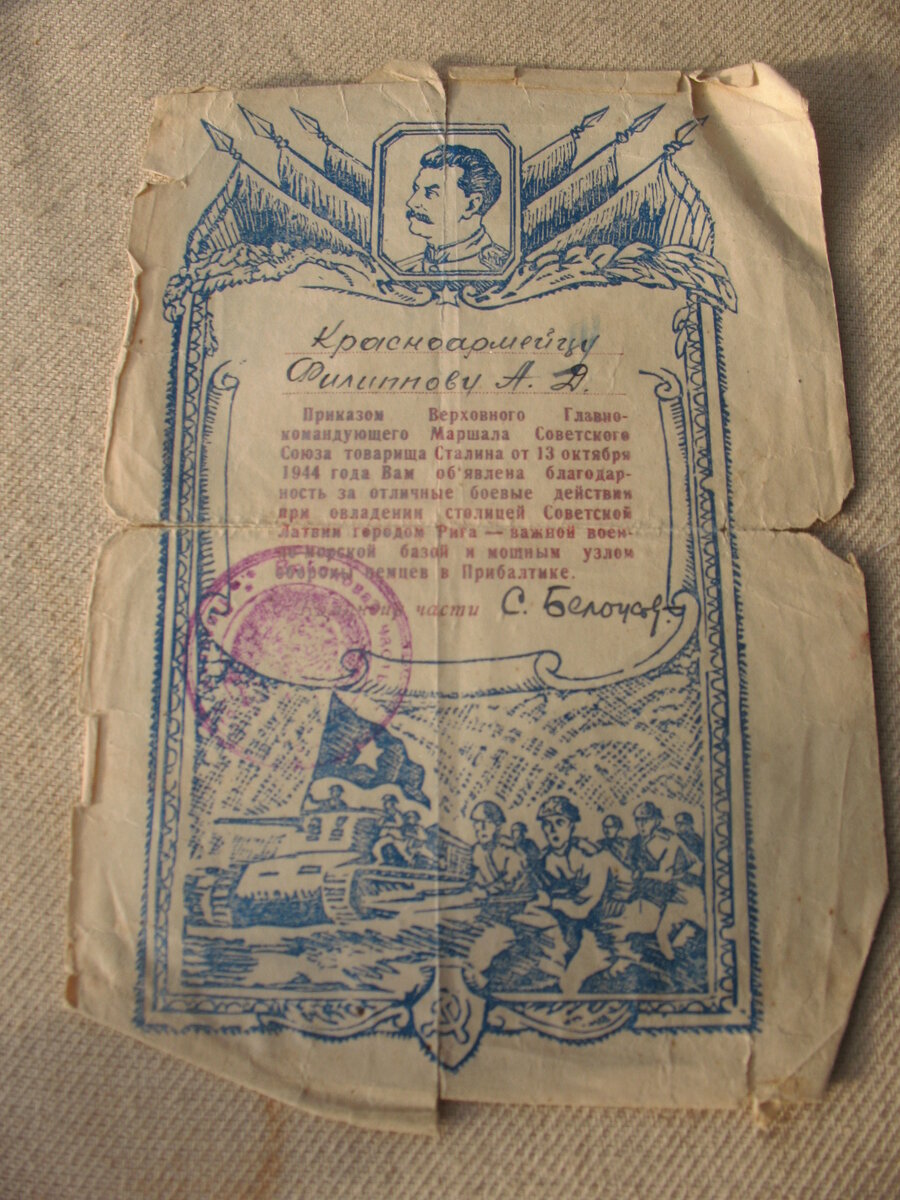 Красноармейцу
Филиппову А. Д.
Приказом Верховного Главно-
командующего Маршала Советского
Союза товарища Сталина от 13 октября
1944 года Вам об'явлена благодар-
ность за отличные боевые действия
при овладении столицей Советской
Латвии городом Рига — важной воен-
но-морской базой и мощным узлом
обороны немцев в Прибалтике.
Командир части С. Белоусов